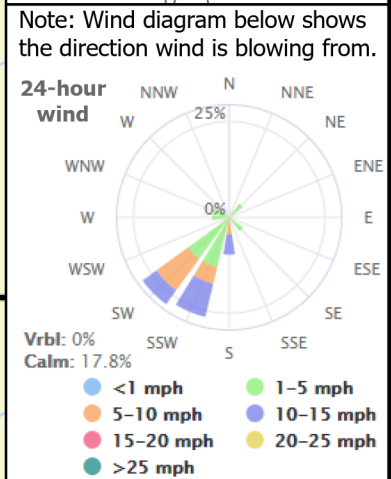 Note: Wind diagram below shows
the direction wind is blowing from.
24-hour
wind
N
NNW
NNE
25%
W
NE
WNW
ENE
0%
W
E
WSW
ESE
SW
SE
SSW
SSE
S
Vrbl: 0%
Calm: 17.8%
<1 mph
1-5 mph
5-10 mph
10-15 mph
15-20 mph
20-25 mph
>25 mph